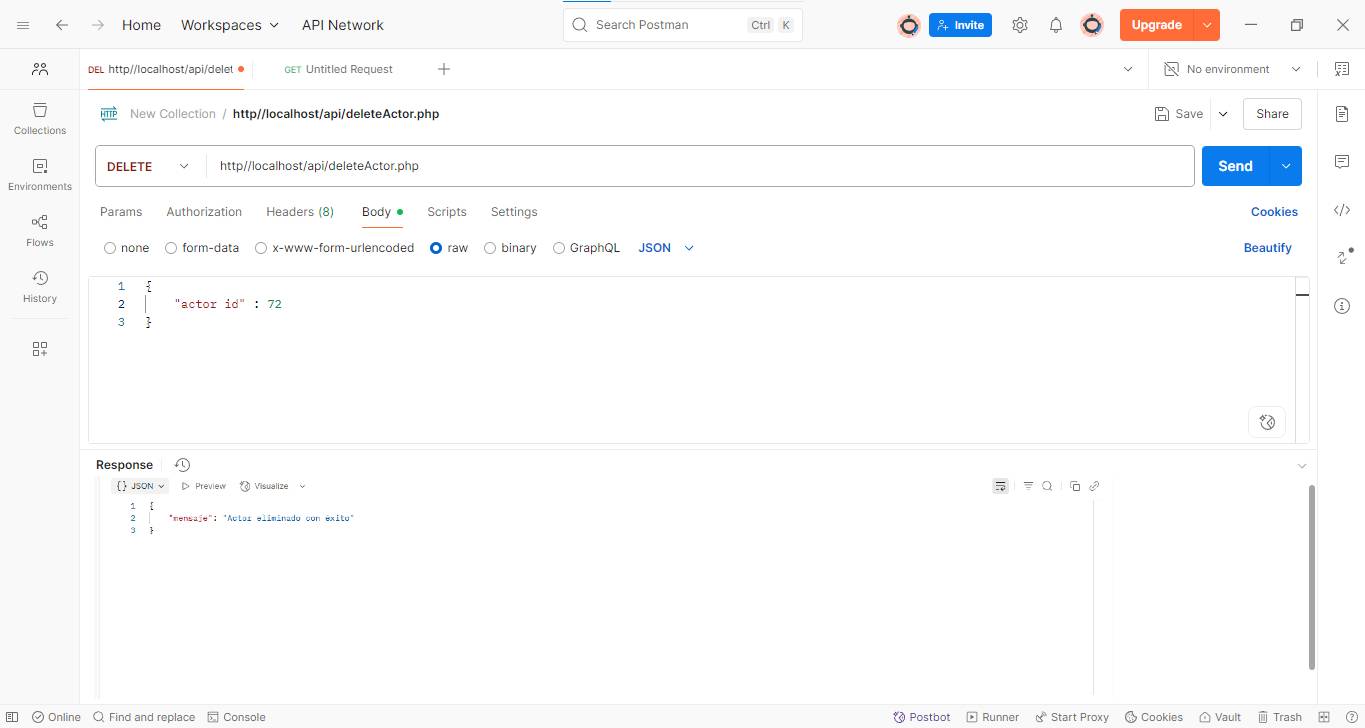 Home Workspaces API Network Search Postman Ctrl K Invite Upgrade
DEL http//localhost/api/delet GET Untitled Request No environment
New Collection / http//localhost/api/deleteActor.php Save Share
DELETE http//localhost/api/deleteActor.php Send
Params Authorization Headers (8) Body Scripts Settings Cookies
none form-data x-www-form-urlencoded raw binary GraphQL JSON Beautify
Collections
Environments
Flows
History
1 {
2 "actor id" : 72
3 }
Response
{} JSON Preview Visualize
1 {
2 "mensaje": "Actor eliminado con éxito"
3 }
Online Find and replace Console Postbot Runner Start Proxy Cookies Vault Trash